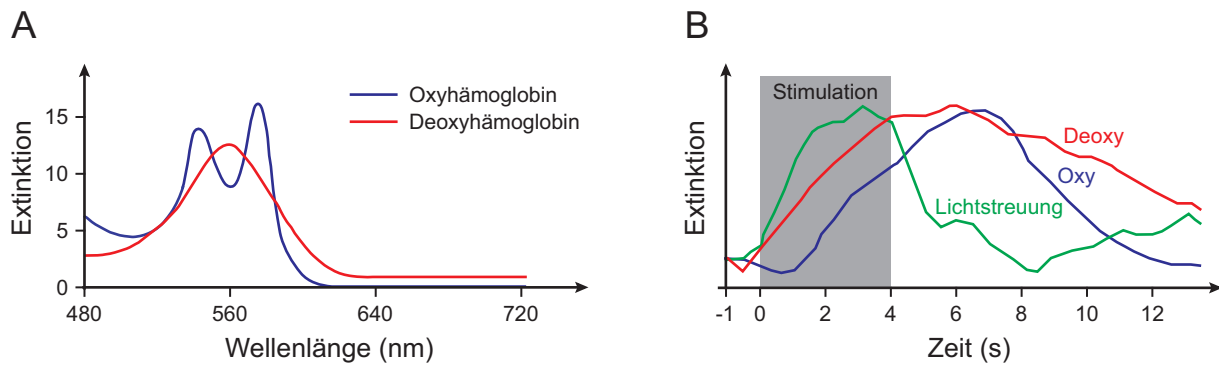 A
Extinktion
15
10
5
0
480
560
640
720
Wellenlänge (nm)
Oxyhämoglobin
Deoxyhämoglobin
B
Extinktion
Stimulation
Deoxy
Oxy
Lichtstreuung
-1
0
2
4
6
8
10
12
Zeit (s)